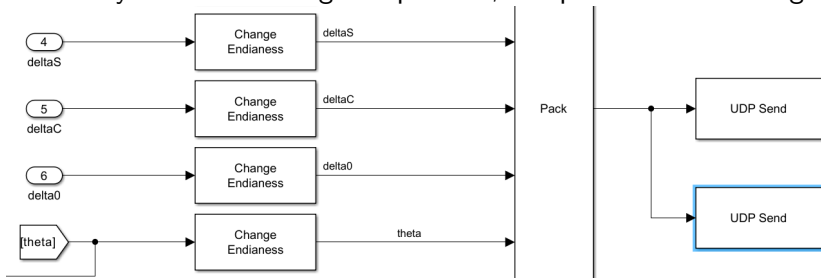 4
Change
Endianess
deltaS
deltaS
5
Change
Endianess
deltaC
deltaC
Pack
UDP Send
6
Change
Endianess
delta0
delta0
UDP Send
[theta]
Change
Endianess
theta